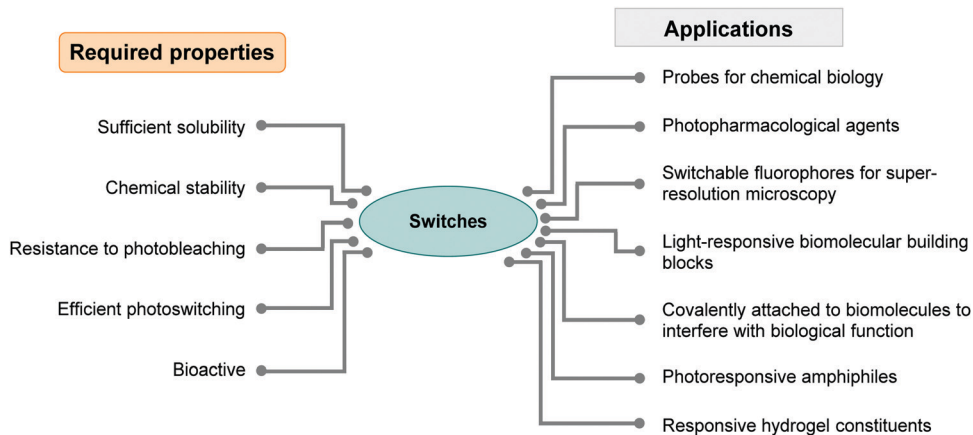 Required properties
Sufficient solubility
Chemical stability
Resistance to photobleaching
Efficient photoswitching
Bioactive
Switches
Applications
Probes for chemical biology
Photopharmacological agents
Switchable fluorophores for super-
resolution microscopy
Light-responsive biomolecular building
blocks
Covalently attached to biomolecules to
interfere with biological function
Photoresponsive amphiphiles
Responsive hydrogel constituents